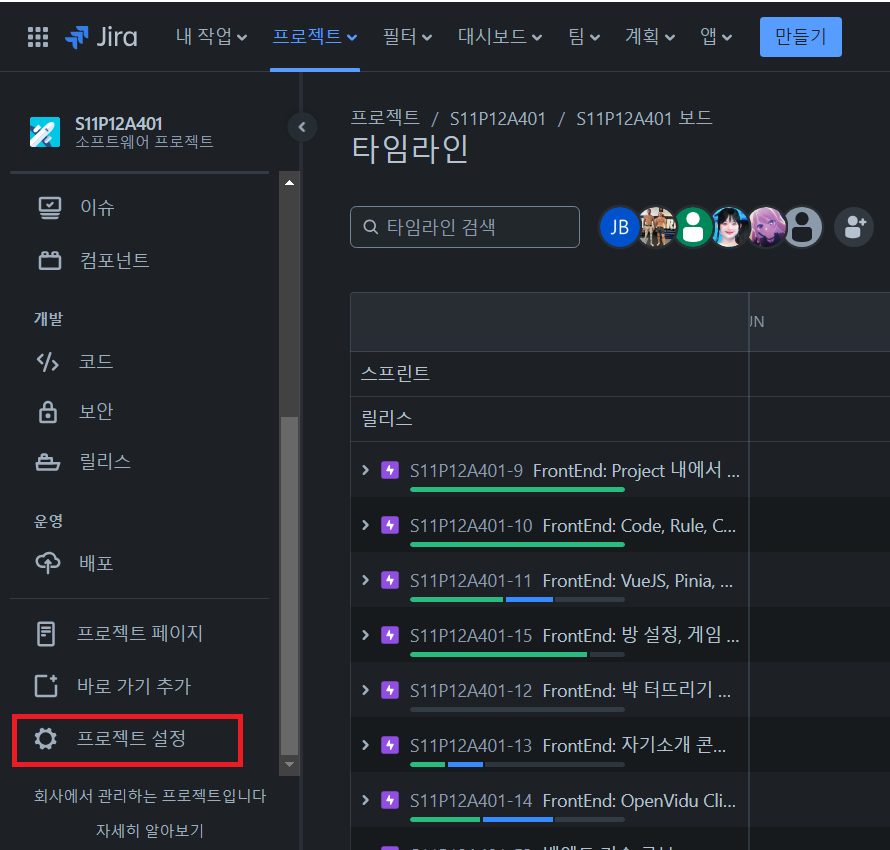 Jira 내 작업 프로젝트 필터 대시보드 팀 계획 앱 만들기
S11P12A401
소프트웨어 프로젝트
이슈
컴포넌트
개발
코드
보안
릴리스
운영
배포
프로젝트 페이지
바로 가기 추가
프로젝트 설정
회사에서 관리하는 프로젝트입니다
자세히 알아보기
프로젝트 / S11P12A401 / S11P12A401 보드
타임라인
타임라인 검색
JB
UN
스프린트
릴리스
S11P12A401-9 FrontEnd: Project 내에서 ...
S11P12A401-10 FrontEnd: Code, Rule, C...
S11P12A401-11 FrontEnd: VueJS, Pinia, ...
S11P12A401-15 FrontEnd: 방 설정, 게임 ...
S11P12A401-12 FrontEnd: 박 터뜨리기 ...
S11P12A401-13 FrontEnd: 자기소개 콘...
S11P12A401-14 FrontEnd: OpenVidu Cli...